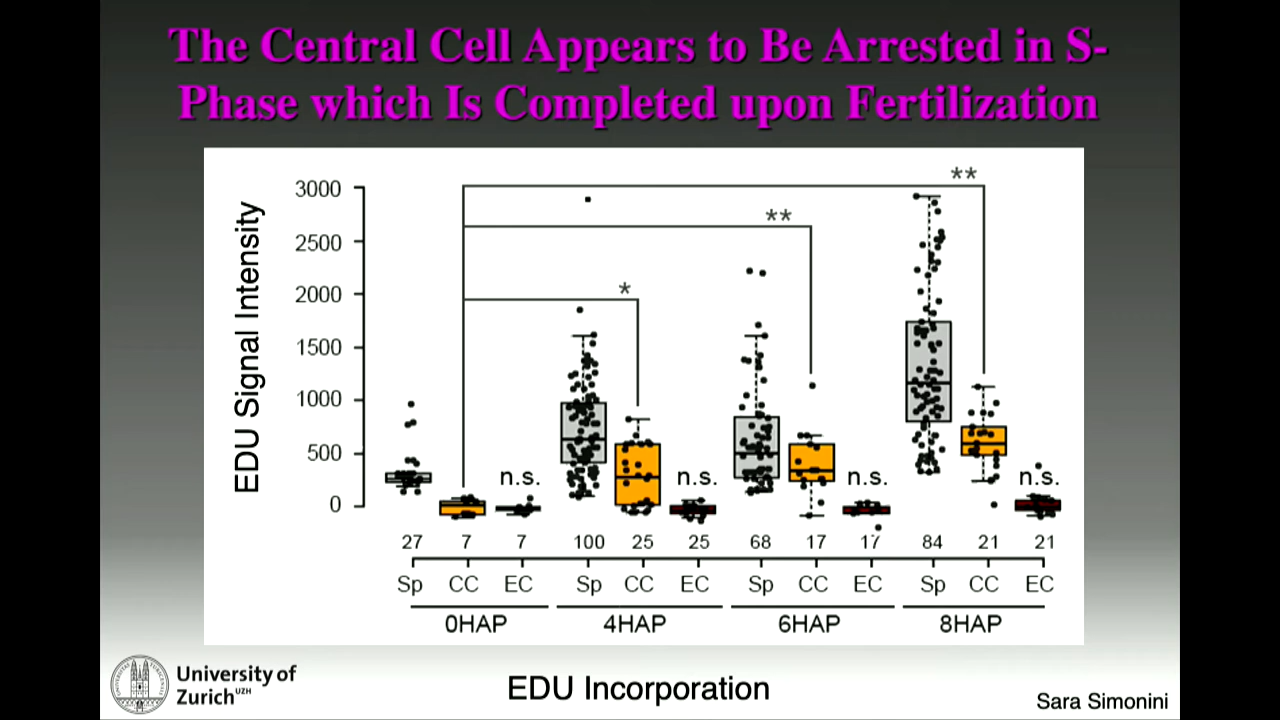 The Central Cell Appears to Be Arrested in S-
Phase which Is Completed upon Fertilization
EDU Signal Intensity
3000
2500
2000
1500
1000
500
0
**
**
*
n.s.
n.s.
n.s.
n.s.
27 7 7 100 25 25 68 17 17 84 21 21
Sp CC EC Sp CC EC Sp CC EC Sp CC EC
0HAP 4HAP 6HAP 8HAP
University of
Zurich UZH
EDU Incorporation
Sara Simonini